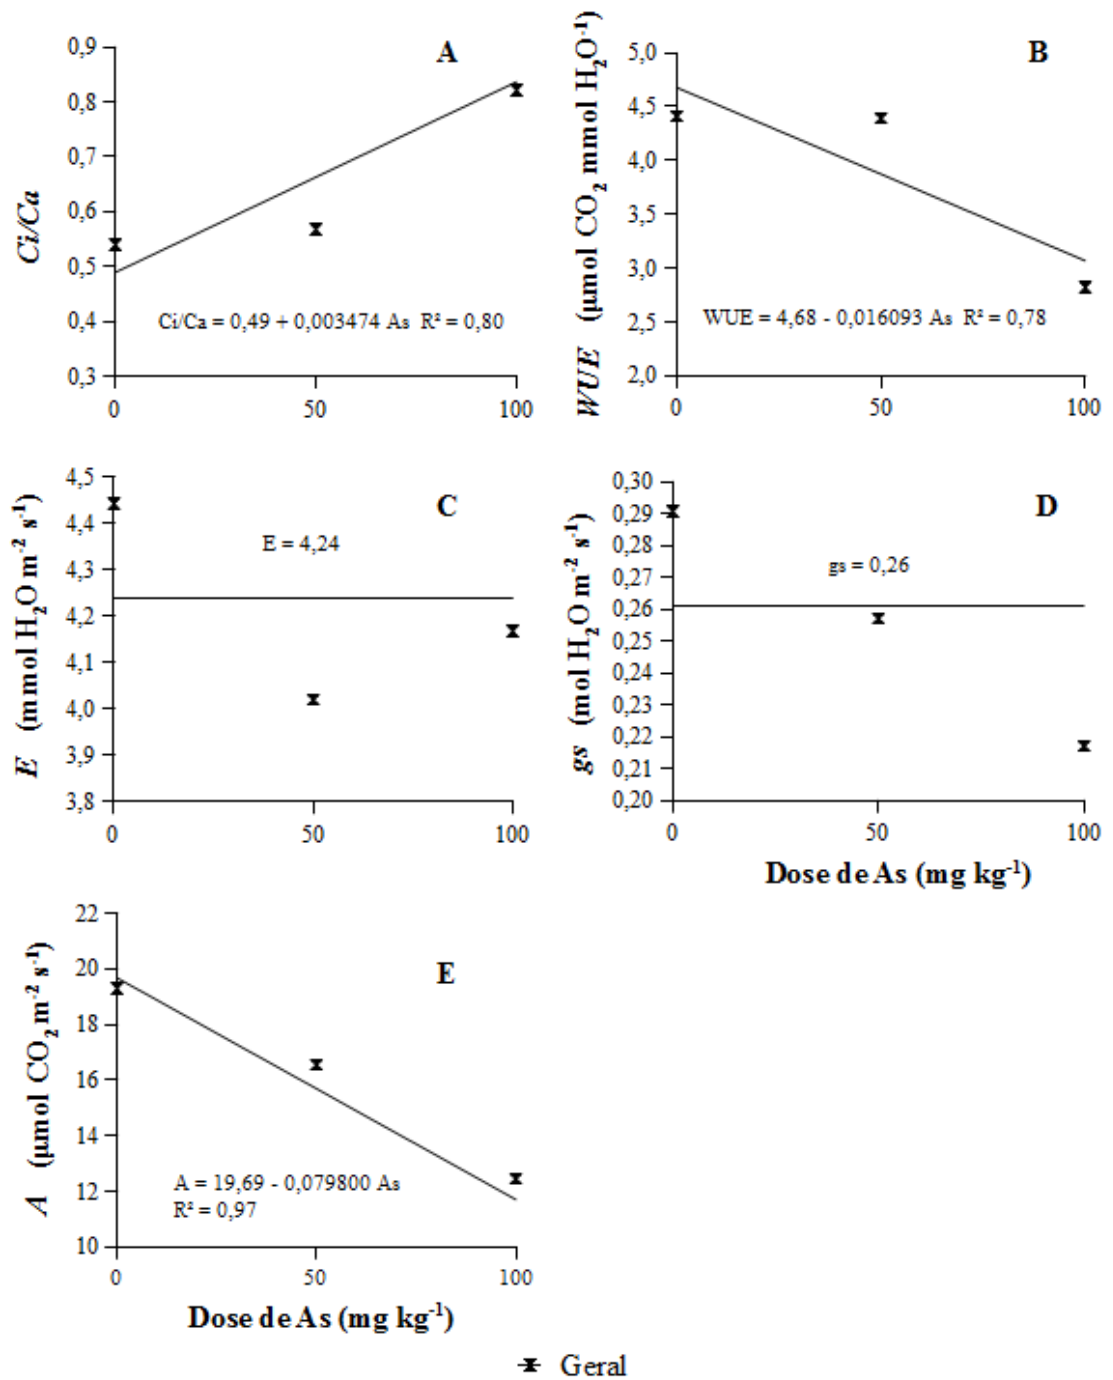 A
0,9
0,8
0,7
0,6
0,5
0,4
0,3
Ci/Ca
Ci/Ca = 0,49 + 0,003474 As R² = 0,80
0 50 100
B
5,0
4,5
4,0
3,5
3,0
2,5
2,0
WUE (µmol CO₂ mmol H₂O⁻¹)
WUE = 4,68 - 0,016093 As R² = 0,78
0 50 100
C
4,5
4,4
4,3
4,2
4,1
4,0
3,9
3,8
E (mmol H₂O m⁻² s⁻¹)
E = 4,24
0 50 100
D
0,30
0,29
0,28
0,27
0,26
0,25
0,24
0,23
0,22
0,21
0,20
gs (mol H₂O m⁻² s⁻¹)
gs = 0,26
0 50 100
Dose de As (mg kg⁻¹)
E
22
20
18
16
14
12
10
A (µmol CO₂ m⁻² s⁻¹)
A = 19,69 - 0,079800 As
R² = 0,97
0 50 100
Dose de As (mg kg⁻¹)
Geral